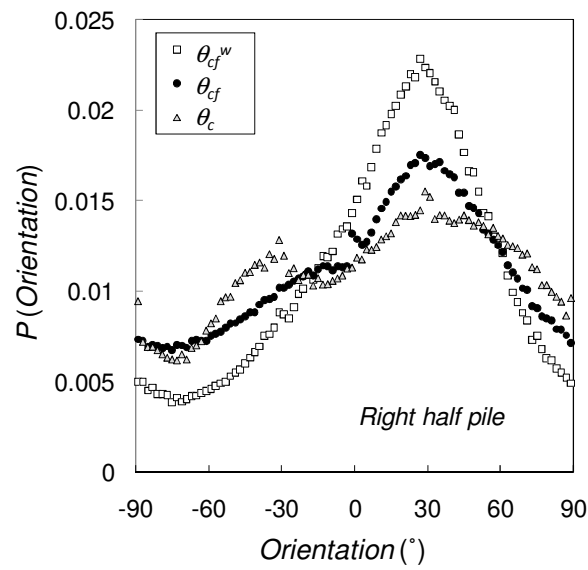 0.025
0.02
0.015
0.01
0.005
0
θcf^w
θcf
θc
P (Orientation)
Right half pile
-90 -60 -30 0 30 60 90
Orientation (°)